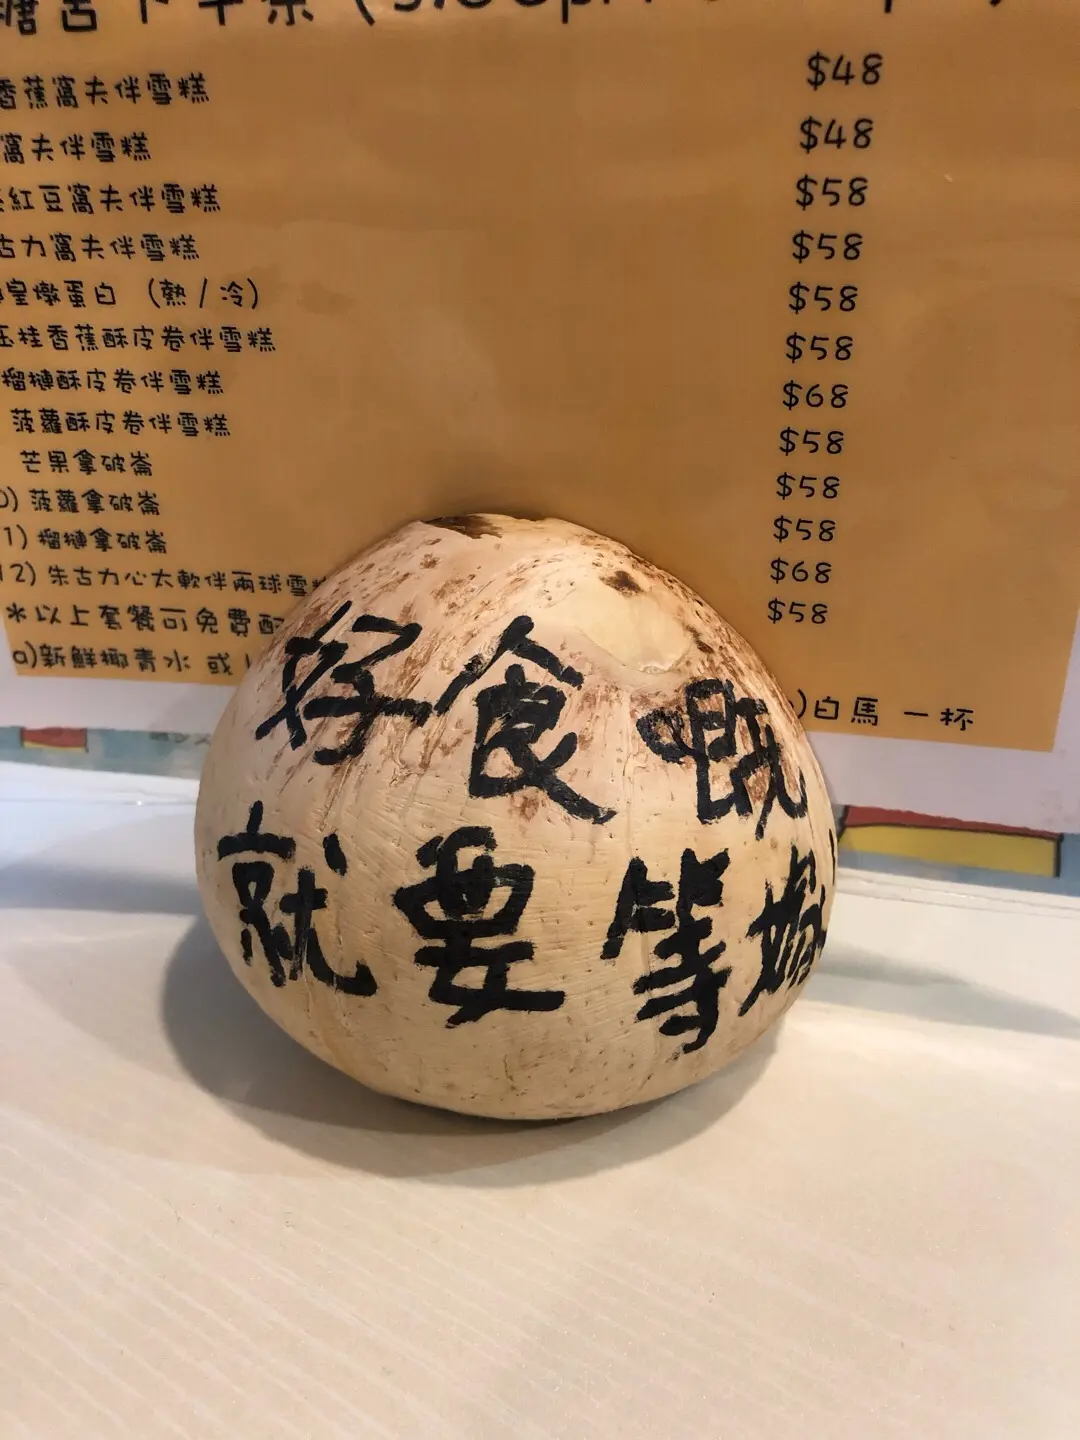 香蕉窩夫伴雪糕 $48
窩夫伴雪糕 $48
紅豆窩夫伴雪糕 $58
古力窩夫伴雪糕 $58
皇燉蛋白 （熱 / 冷） $58
玉桂香蕉酥皮卷伴雪糕 $58
榴槤酥皮卷伴雪糕 $68
菠蘿酥皮卷伴雪糕 $58
芒果拿破崙 $58
0) 菠蘿拿破崙 $58
1) 榴槤拿破崙 $68
12) 朱古力心太軟伴兩球雪 $58
以上套餐可免費配
a)新鮮椰青水 或
)白馬 一杯
好食嘅
就要等